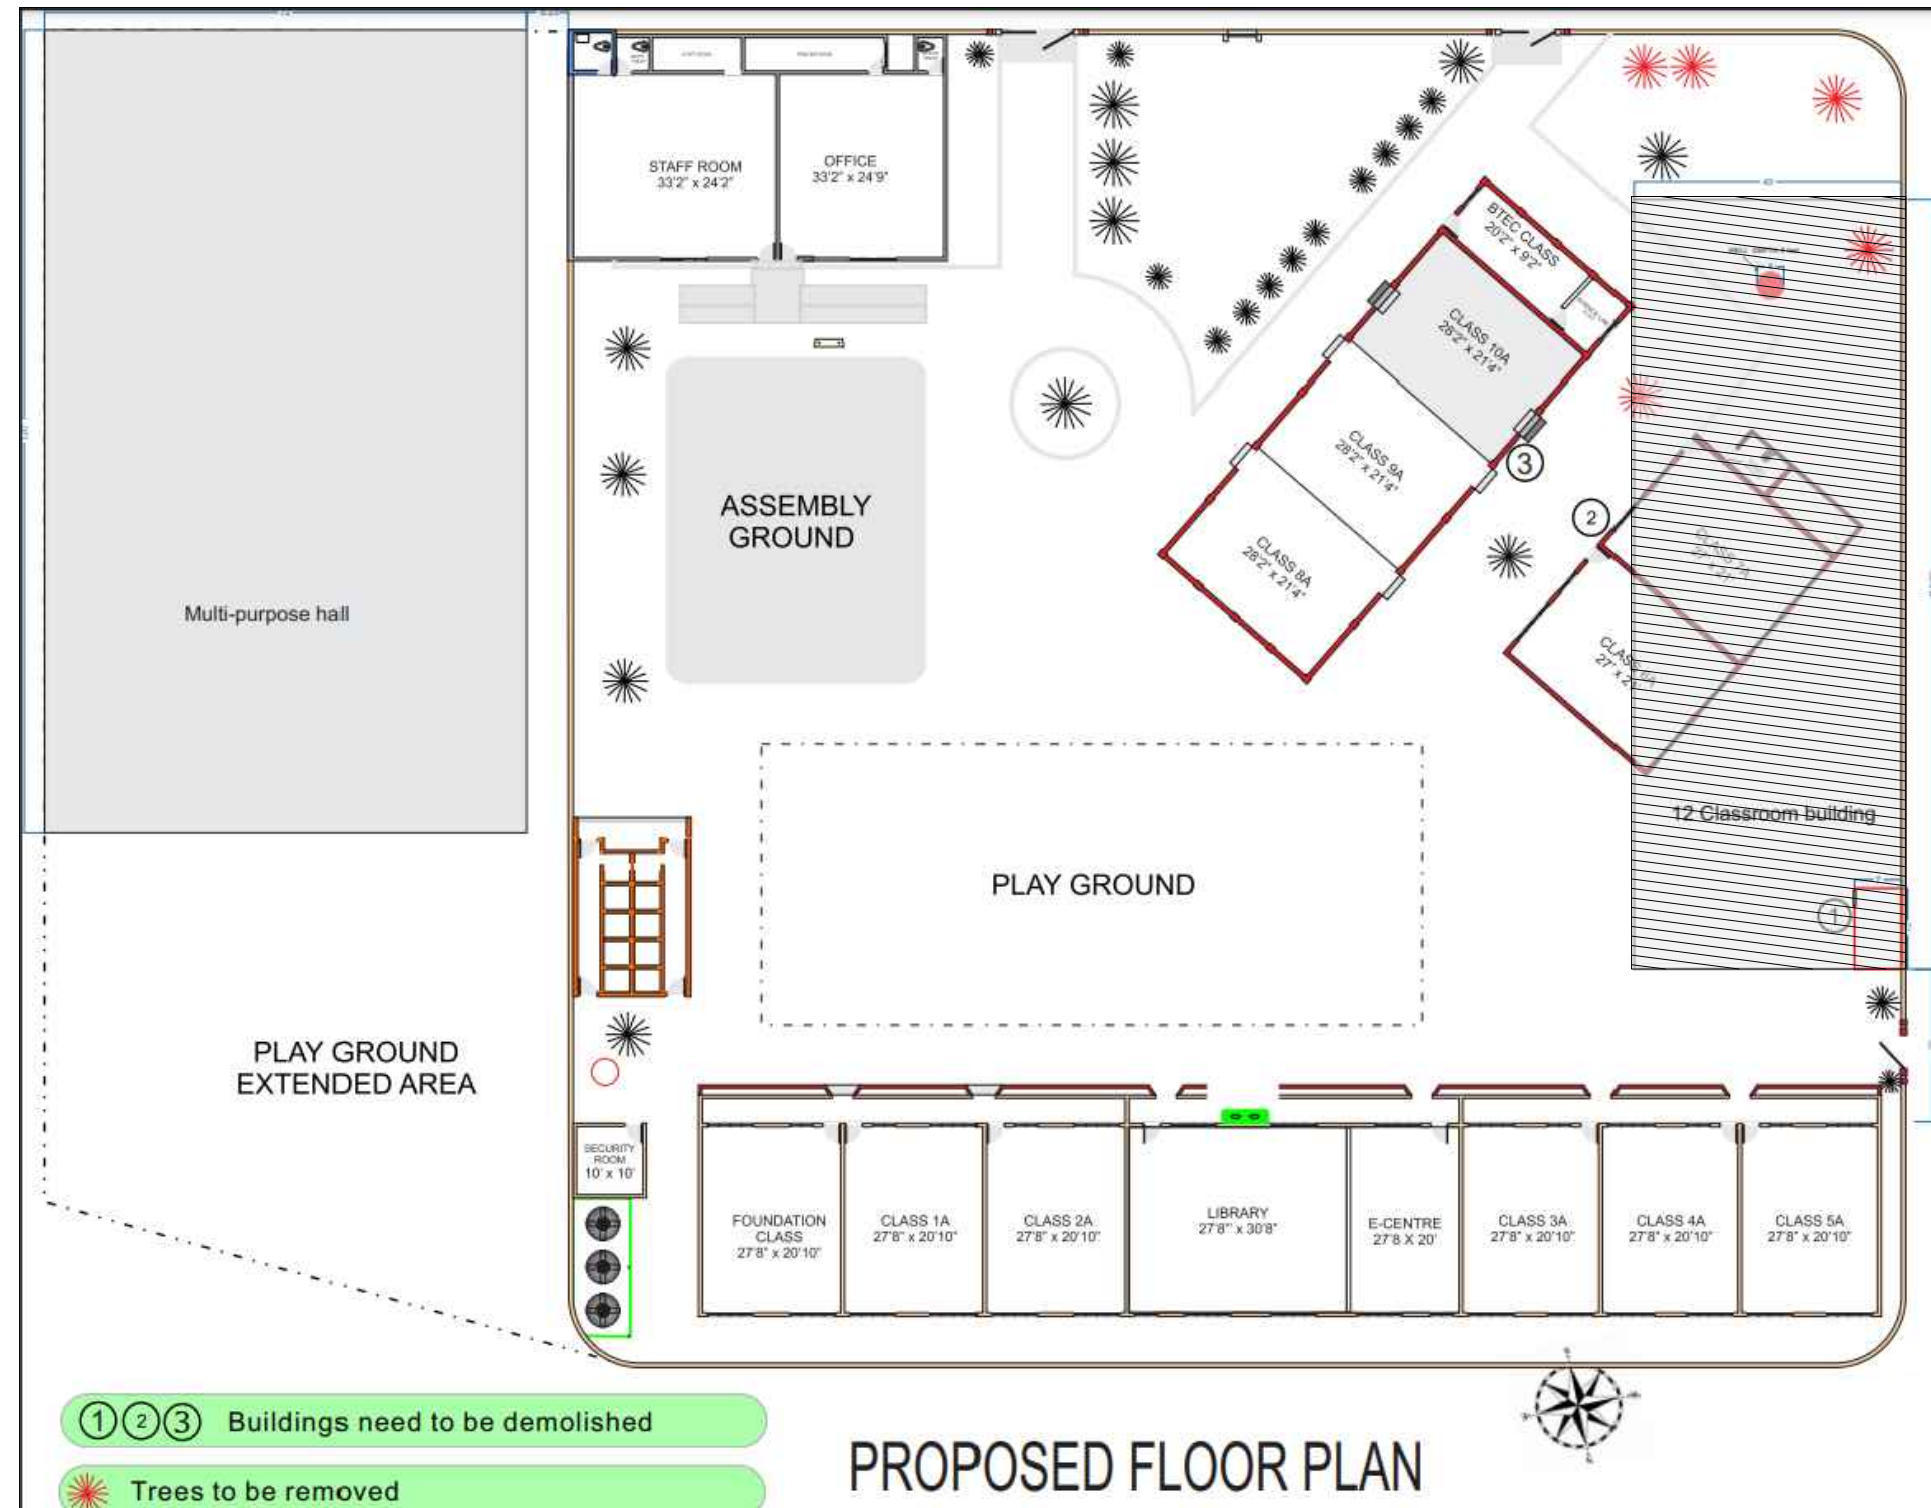 STAFF ROOM
33'2" x 24'2"
OFFICE
33'2" x 24'9"
BTEC CLASS
20'2" x 9'2"
CLASS 10A
28'2" x 21'4"
CLASS 9A
28'2" x 21'4"
CLASS 8A
28'2" x 21'4"
3
2
CLASS 7A
27' x 21'
ASSEMBLY
GROUND
Multi-purpose hall
12 Classroom building
1
PLAY GROUND
PLAY GROUND
EXTENDED AREA
SECURITY
ROOM
10' x 10'
FOUNDATION
CLASS
27'8" x 20'10"
CLASS 1A
27'8" x 20'10"
CLASS 2A
27'8" x 20'10"
LIBRARY
27'8" x 30'8"
E-CENTRE
27'8 X 20'
CLASS 3A
27'8" x 20'10"
CLASS 4A
27'8" x 20'10"
CLASS 5A
27'8" x 20'10"
1 2 3 Buildings need to be demolished
Trees to be removed
PROPOSED FLOOR PLAN